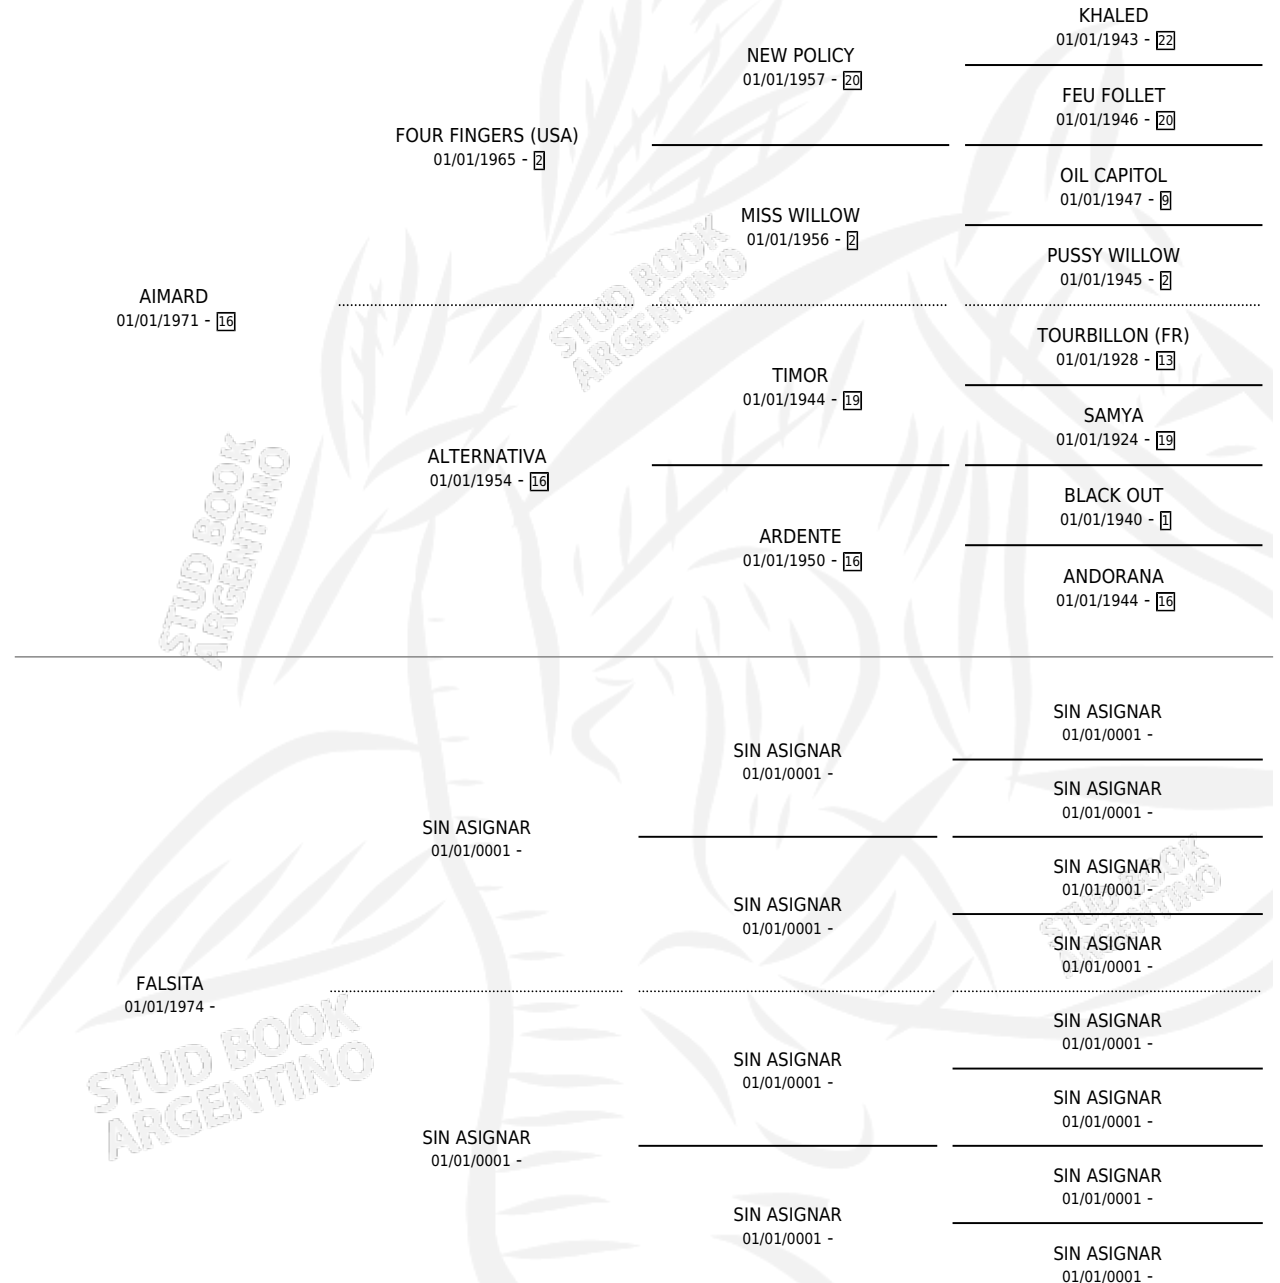 KHALED
01/01/1943 - 22
NEW POLICY
01/01/1957 - 20
FEU FOLLET
01/01/1946 - 20
FOUR FINGERS (USA)
01/01/1965 - 2
OIL CAPITOL
01/01/1947 - 9
MISS WILLOW
01/01/1956 - 2
PUSSY WILLOW
01/01/1945 - 2
AIMARD
01/01/1971 - 16
TOURBILLON (FR)
01/01/1928 - 13
TIMOR
01/01/1944 - 19
SAMYA
01/01/1924 - 19
ALTERNATIVA
01/01/1954 - 16
BLACK OUT
01/01/1940 - 1
ARDENTE
01/01/1950 - 16
ANDORANA
01/01/1944 - 16
STUD BOOK
ARGENTINO
STUD BOOK
ARGENTINO
SIN ASIGNAR
01/01/0001 -
SIN ASIGNAR
01/01/0001 -
SIN ASIGNAR
01/01/0001 -
SIN ASIGNAR
01/01/0001 -
SIN ASIGNAR
01/01/0001 -
SIN ASIGNAR
01/01/0001 -
SIN ASIGNAR
01/01/0001 -
FALSITA
01/01/1974 -
SIN ASIGNAR
01/01/0001 -
SIN ASIGNAR
01/01/0001 -
SIN ASIGNAR
01/01/0001 -
SIN ASIGNAR
01/01/0001 -
SIN ASIGNAR
01/01/0001 -
SIN ASIGNAR
01/01/0001 -
SIN ASIGNAR
01/01/0001 -
STUD BOOK
ARGENTINO
STUD BOOK
ARGENTINO